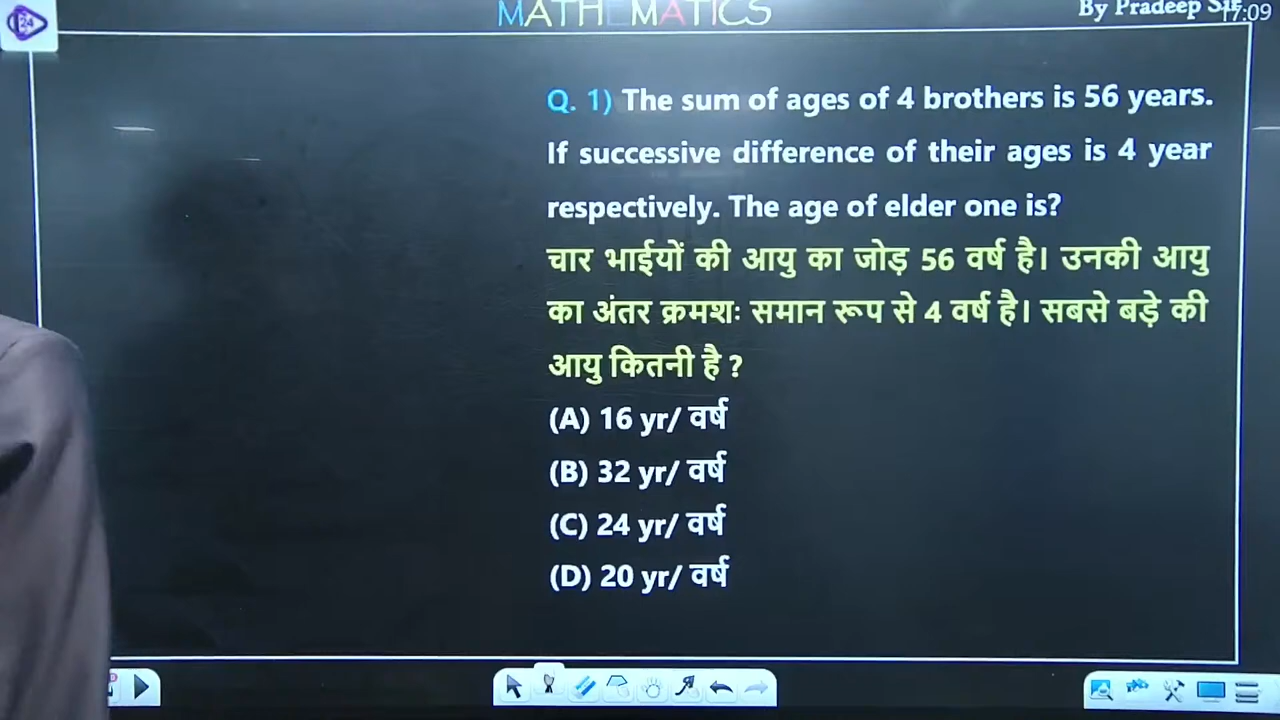 MATHEMATICS
By Pradeep Sir
17:09
24
Q. 1) The sum of ages of 4 brothers is 56 years.
If successive difference of their ages is 4 year
respectively. The age of elder one is?
चार भाईयों की आयु का जोड़ 56 वर्ष है। उनकी आयु
का अंतर क्रमशः समान रूप से 4 वर्ष है। सबसे बड़े की
आयु कितनी है ?
(A) 16 yr/ वर्ष
(B) 32 yr/ वर्ष
(C) 24 yr/ वर्ष
(D) 20 yr/ वर्ष